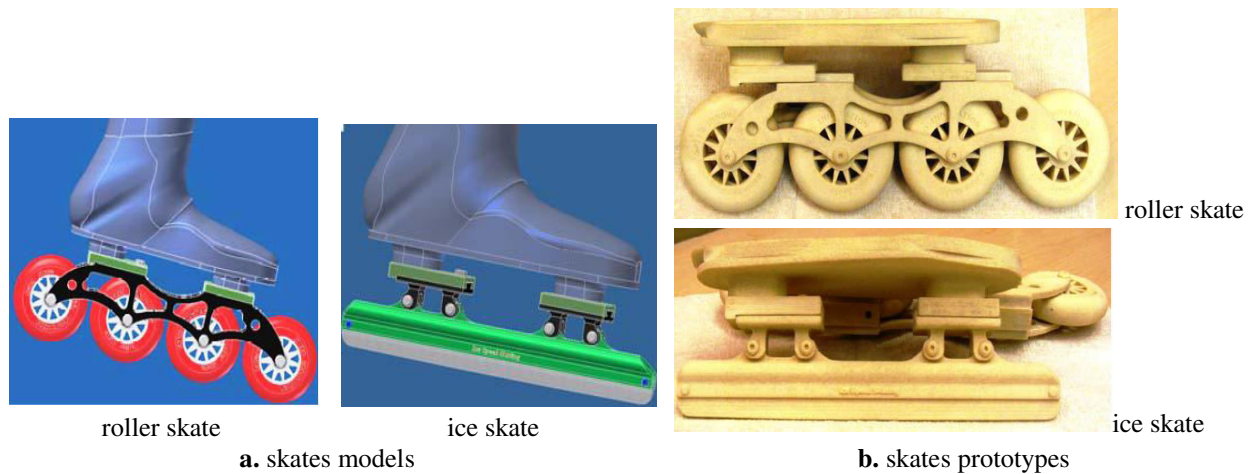 roller skate
ice skate
a. skates models
roller skate
ice skate
b. skates prototypes